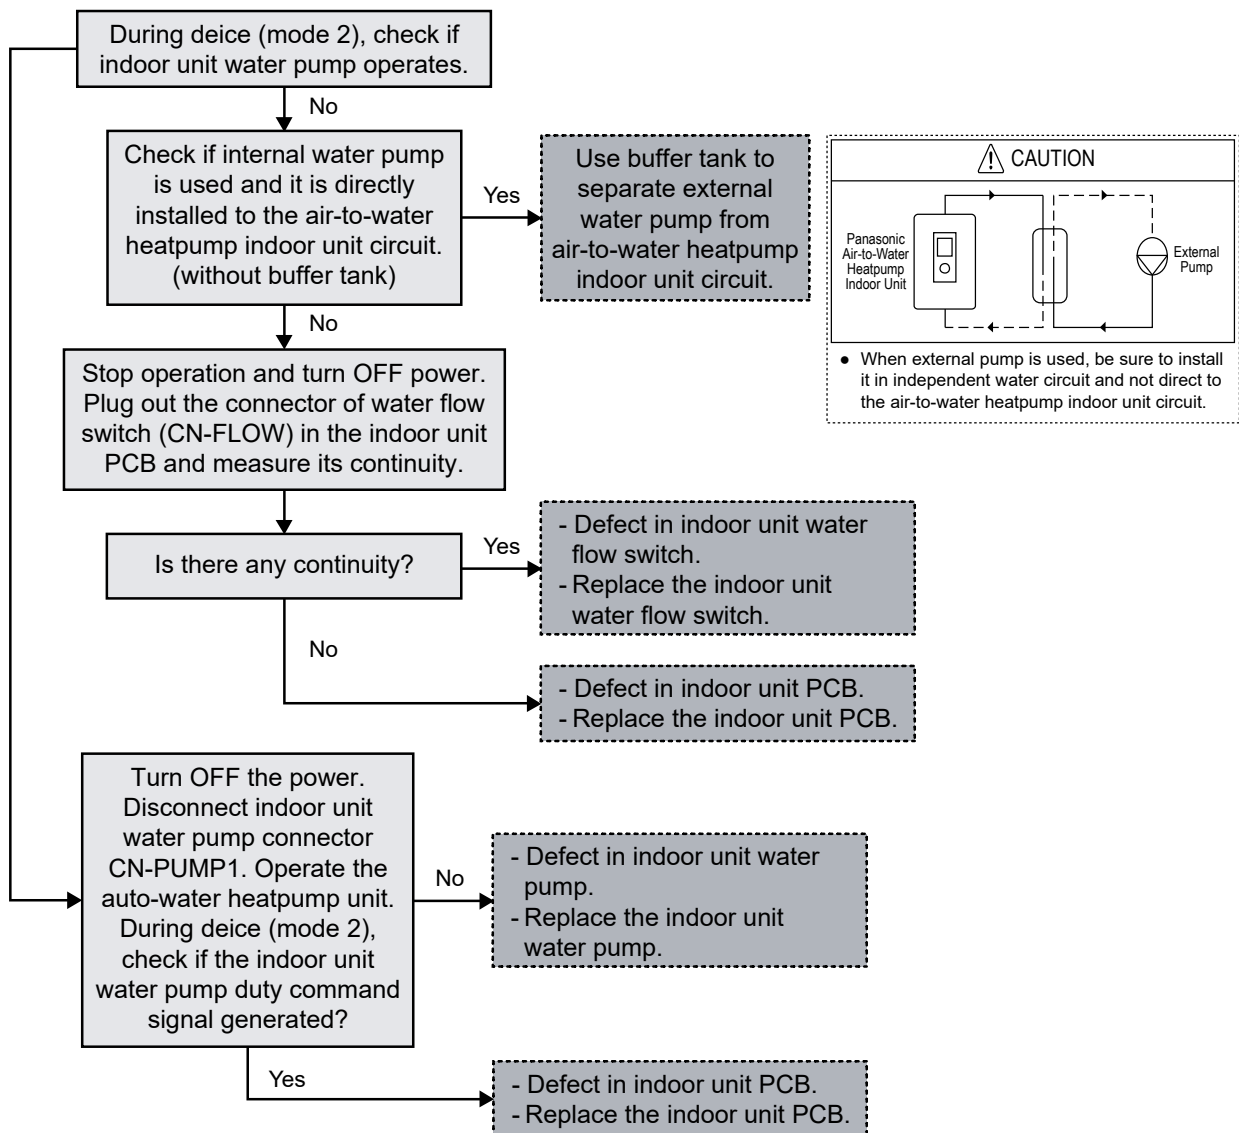 During deice (mode 2), check if
indoor unit water pump operates.
No
Check if internal water pump
is used and it is directly
installed to the air-to-water
heatpump indoor unit circuit.
(without buffer tank)
Yes
Use buffer tank to
separate external
water pump from
air-to-water heatpump
indoor unit circuit.
CAUTION
Panasonic
Air-to-Water
Heatpump
Indoor Unit
External
Pump
● When external pump is used, be sure to install
it in independent water circuit and not direct to
the air-to-water heatpump indoor unit circuit.
No
Stop operation and turn OFF power.
Plug out the connector of water flow
switch (CN-FLOW) in the indoor unit
PCB and measure its continuity.
Is there any continuity?
Yes
- Defect in indoor unit water
flow switch.
- Replace the indoor unit
water flow switch.
No
- Defect in indoor unit PCB.
- Replace the indoor unit PCB.
Turn OFF the power.
Disconnect indoor unit
water pump connector
CN-PUMP1. Operate the
auto-water heatpump unit.
During deice (mode 2),
check if the indoor unit
water pump duty command
signal generated?
No
- Defect in indoor unit water
pump.
- Replace the indoor unit
water pump.
Yes
- Defect in indoor unit PCB.
- Replace the indoor unit PCB.